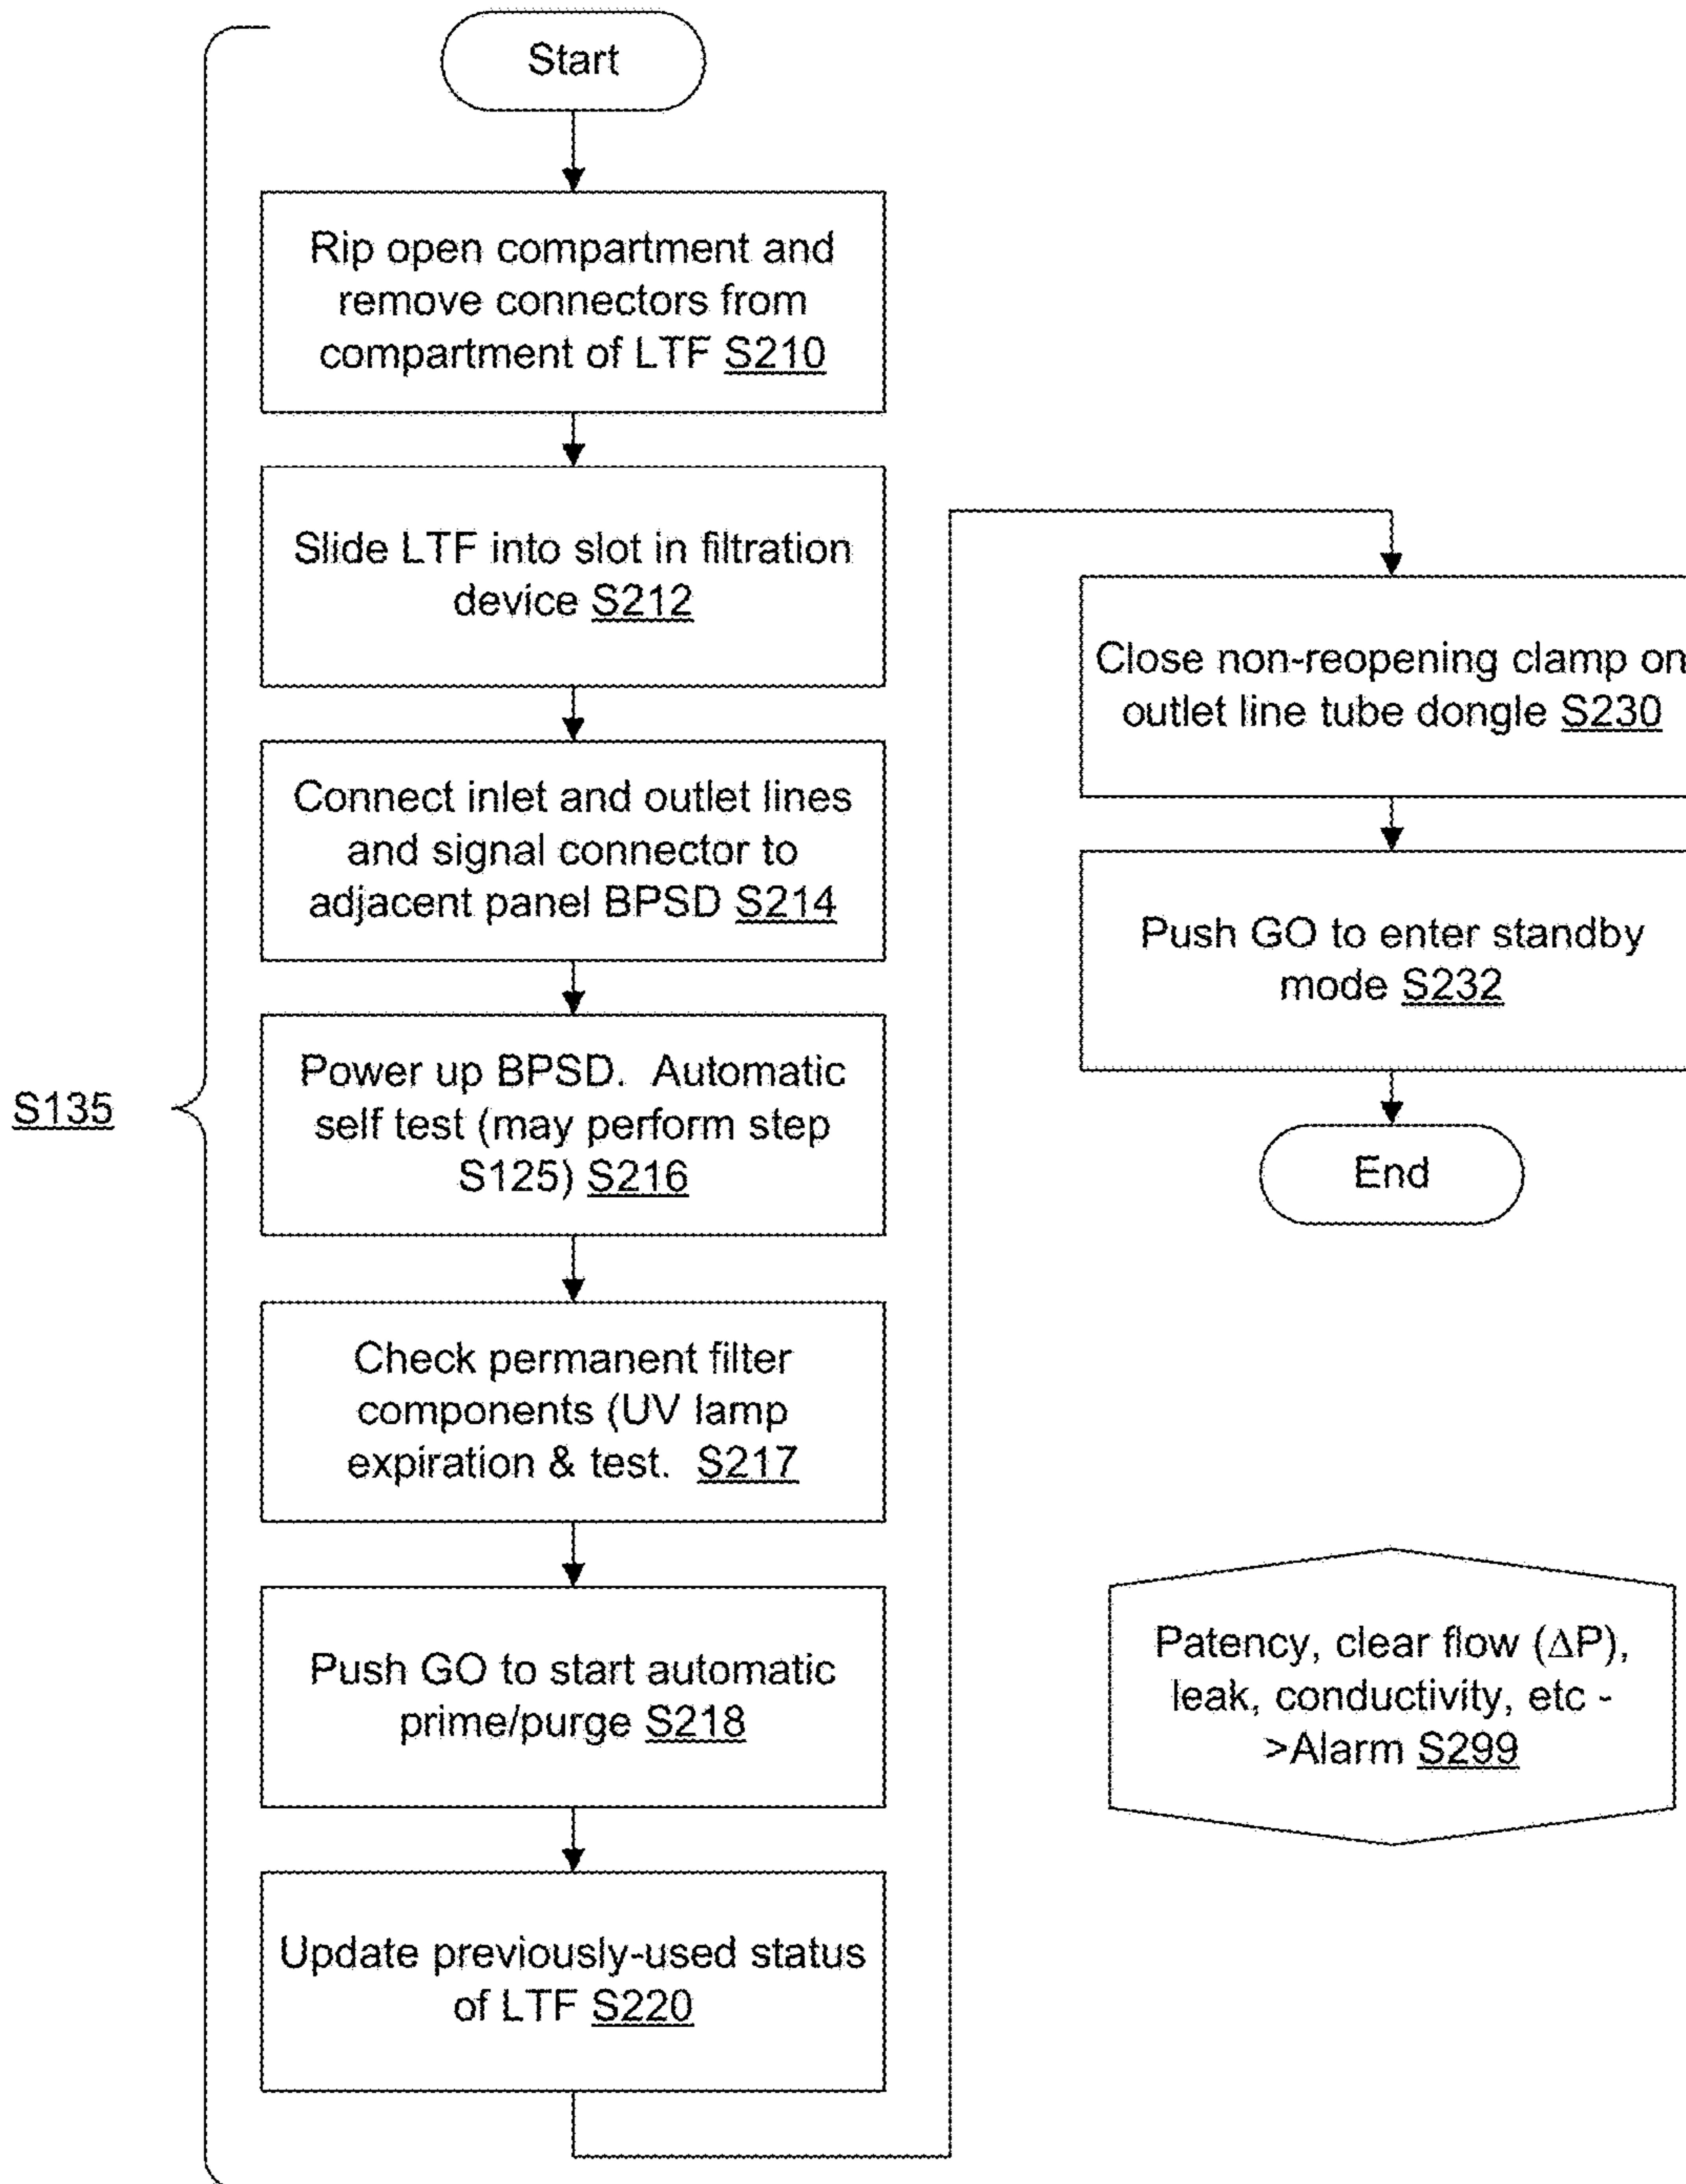 Start
Rip open compartment and
remove connectors from
compartment of LTF S210
Slide LTF into slot in filtration
device S212
Connect inlet and outlet lines
and signal connector to
adjacent panel BPSD S214
Power up BPSD. Automatic
self test (may perform step
S125) S216
Check permanent filter
components (UV lamp
expiration & test. S217
Push GO to start automatic
prime/purge S218
Update previously-used status
of LTF S220
S135
Close non-reopening clamp on
outlet line tube dongle S230
Push GO to enter standby
mode S232
End
Patency, clear flow (ΔP),
leak, conductivity, etc -
>Alarm S299